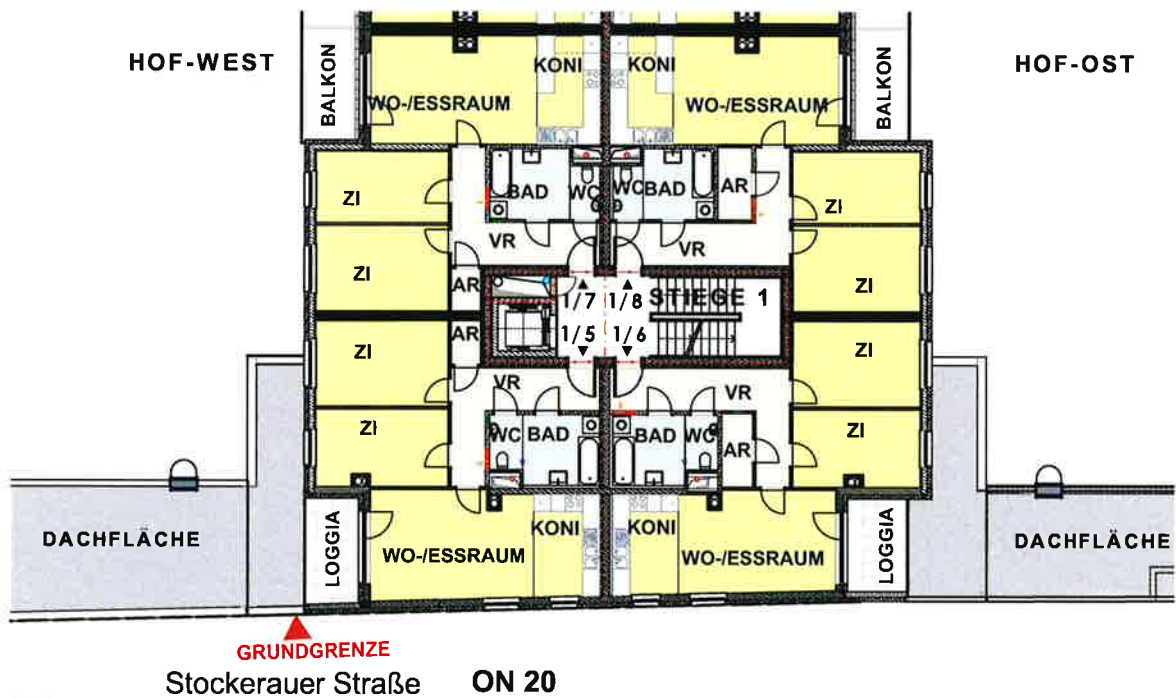 HOF-WEST
BALKON
KONI
KONI
BALKON
HOF-OST
WO-/ESSRAUM
WO-/ESSRAUM
ZI
BAD
WC
WC
BAD
AR
ZI
VR
VR
ZI
AR
1/7
1/8
STIEGE 1
ZI
ZI
AR
1/5
1/6
ZI
VR
VR
ZI
WC
BAD
BAD
WC
AR
ZI
DACHFLÄCHE
LOGGIA
WO-/ESSRAUM
KONI
KONI
WO-/ESSRAUM
LOGGIA
DACHFLÄCHE
GRUNDGRENZE
Stockerauer Straße ON 20